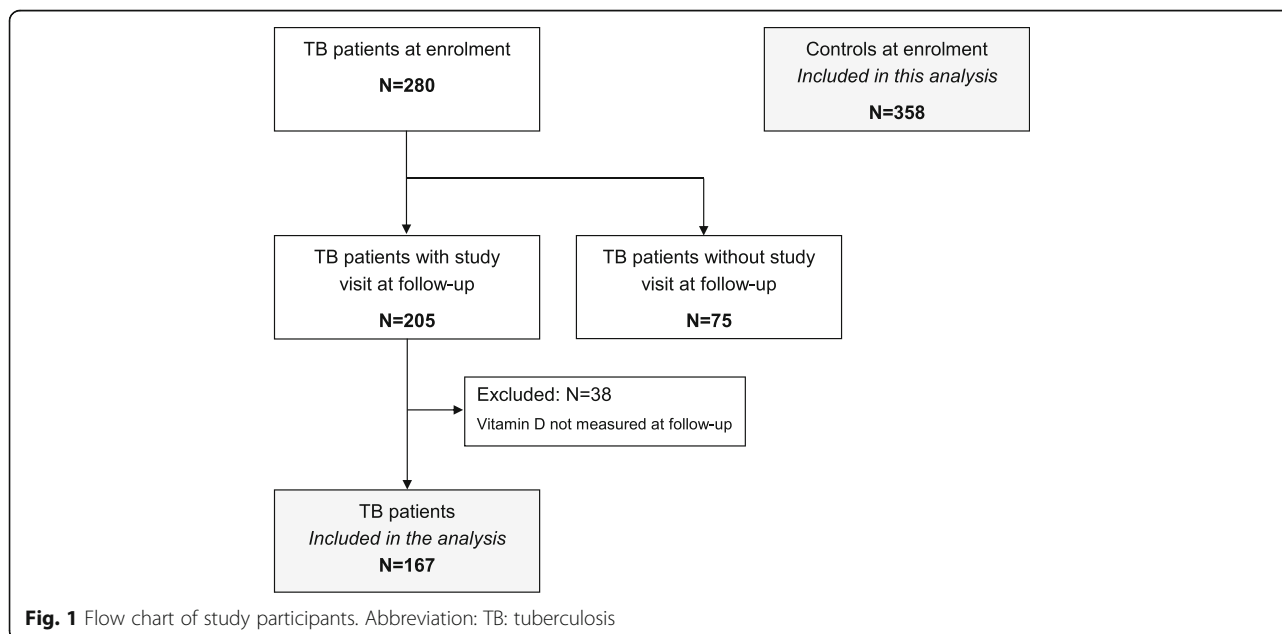 TB patients at enrolment
N=280
Controls at enrolment
Included in this analysis
N=358
TB patients with study
visit at follow-up
N=205
TB patients without study
visit at follow-up
N=75
Excluded: N=38
Vitamin D not measured at follow-up
TB patients
Included in the analysis
N=167
Fig. 1 Flow chart of study participants. Abbreviation: TB: tuberculosis